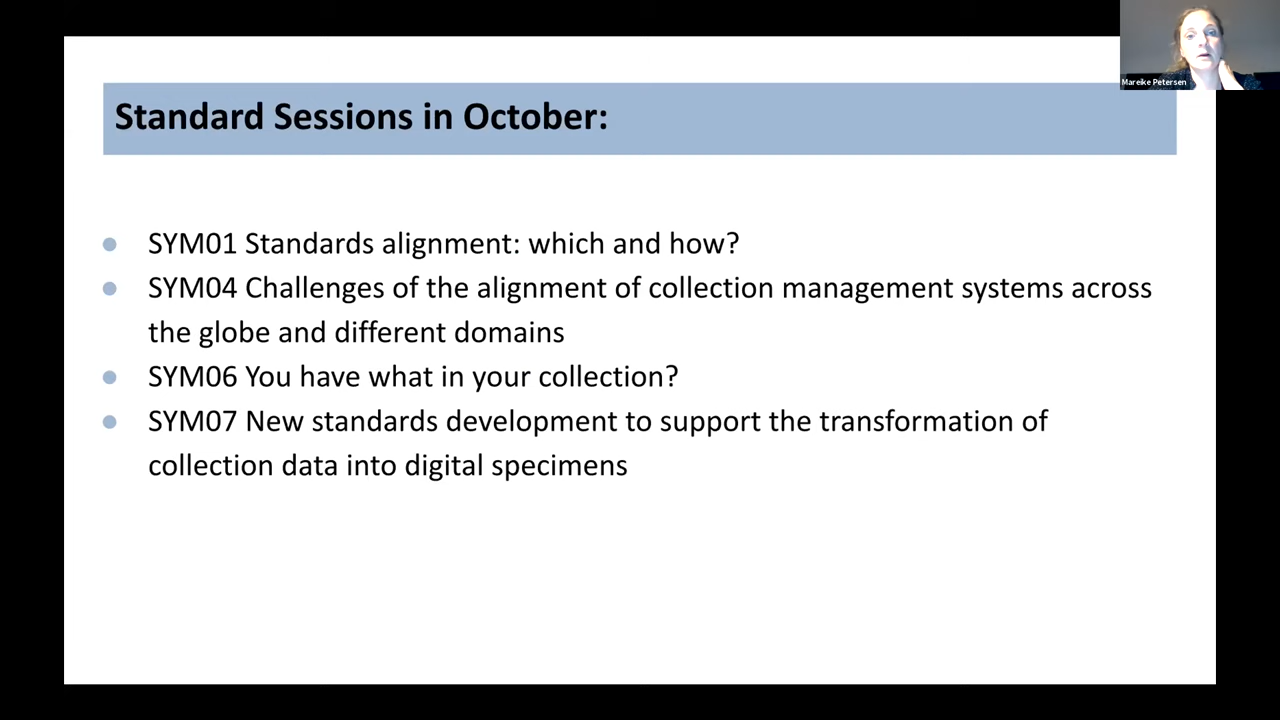 Mareike Petersen
Standard Sessions in October:
● SYM01 Standards alignment: which and how?
● SYM04 Challenges of the alignment of collection management systems across
the globe and different domains
● SYM06 You have what in your collection?
● SYM07 New standards development to support the transformation of
collection data into digital specimens